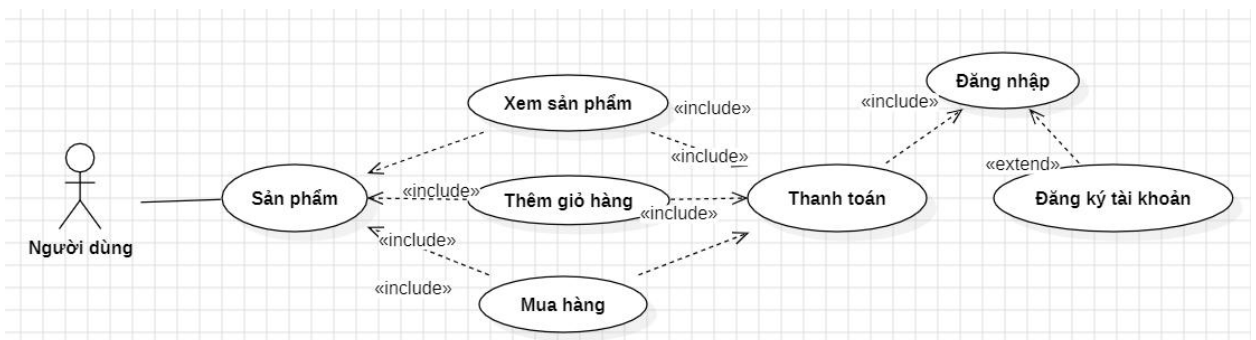 Đăng nhập
«include»
Xem sản phẩm
«include»
«include»
«extend»
Sản phẩm
«include»
Thêm giỏ hàng
«include»
Thanh toán
Đăng ký tài khoản
Người dùng
«include»
«include»
Mua hàng